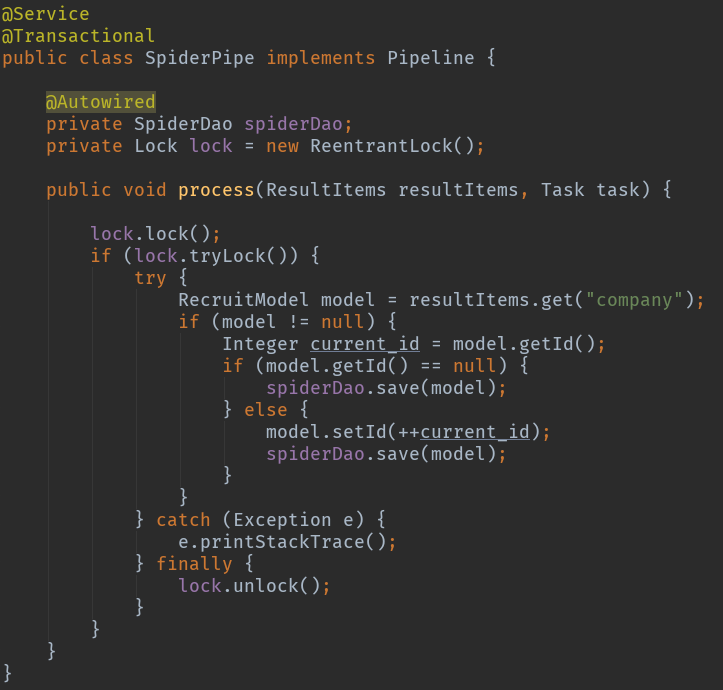 @Service
@Transactional
public class SpiderPipe implements Pipeline {
@Autowired
private SpiderDao spiderDao;
private Lock lock = new ReentrantLock();
public void process(ResultItems resultItems, Task task) {
lock.lock();
if (lock.tryLock()) {
try {
RecruitModel model = resultItems.get("company");
if (model != null) {
Integer current_id = model.getId();
if (model.getId() == null) {
spiderDao.save(model);
} else {
model.setId(++current_id);
spiderDao.save(model);
}
}
} catch (Exception e) {
e.printStackTrace();
} finally {
lock.unlock();
}
}
}
}